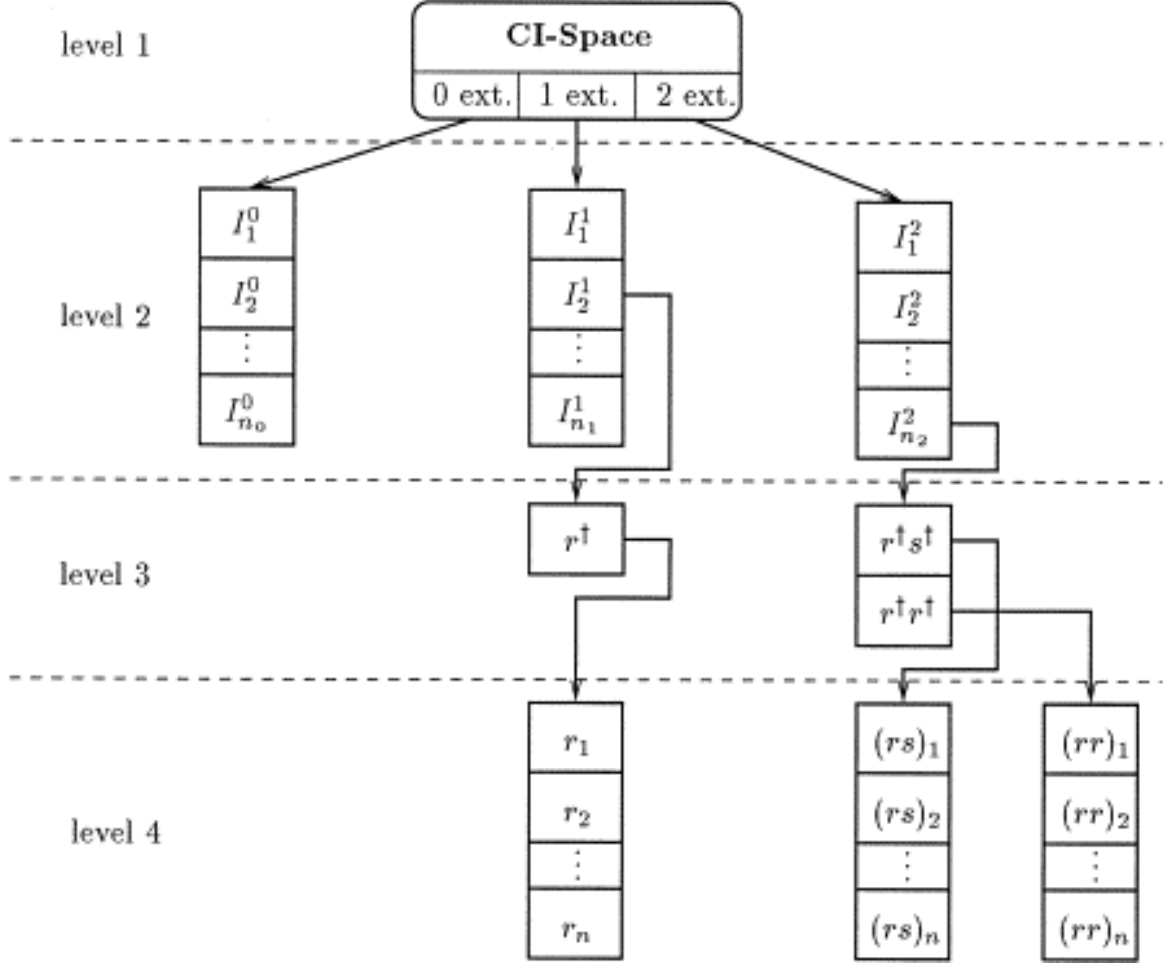 level 1
CI-Space
0 ext. 1 ext. 2 ext.
level 2
I_1^0
I_2^0
⋮
I_{n_0}^0
I_1^1
I_2^1
⋮
I_{n_1}^1
I_1^2
I_2^2
⋮
I_{n_2}^2
level 3
r^†
r^† s^†
r^† r^†
level 4
r_1
r_2
⋮
r_n
(rs)_1
(rs)_2
⋮
(rs)_n
(rr)_1
(rr)_2
⋮
(rr)_n